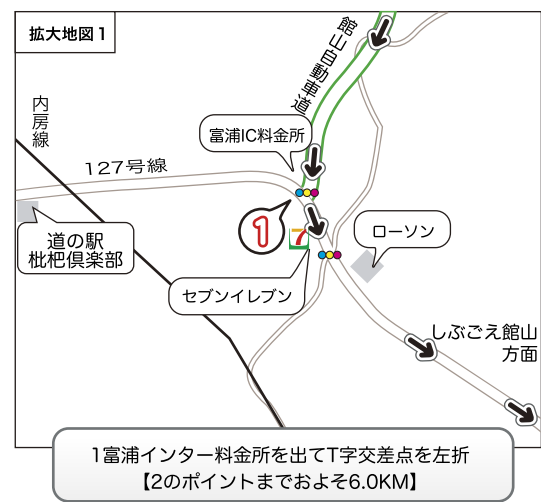 拡大地図1
館山自動車道
内房線
富浦IC料金所
127号線
1
7
ローソン
道の駅
枇杷倶楽部
セブンイレブン
しぶごえ館山
方面
1富浦インター料金所を出てT字交差点を左折
【2のポイントまでおよそ6.0KM】